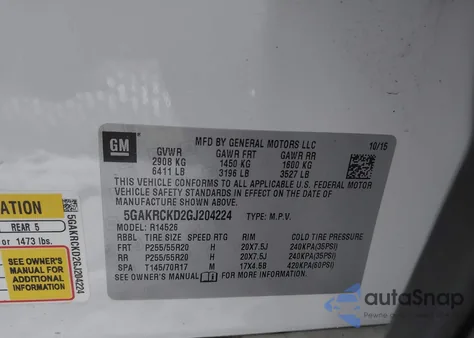 GM
MFD BY GENERAL MOTORS LLC
10/15
GVWR GAWR FRT GAWR RR
2908 KG 1450 KG 1600 KG
6411 LB 3196 LB 3527 LB
THIS VEHICLE CONFORMS TO ALL APPLICABLE U.S. FEDERAL MOTOR
VEHICLE SAFETY STANDARDS IN EFFECT ON THE DATE OF
MANUFACTURE SHOWN ABOVE.
5GAKRCKD2GJ204224 TYPE: M.P.V.
MODEL: R14526
RBBL TIRE SIZE SPEED RTG RIM COLD TIRE PRESSURE
FRT P255/55R20 H 20X7.5J 240KPA(35PSI)
RR P255/55R20 H 20X7.5J 240KPA(35PSI)
SPA T145/70R17 M 17X4.5B 420KPA(60PSI)
SEE OWNER'S MANUAL FOR ADDITIONAL INFORMATION.
ATION
REAR 5
or 1473 lbs.
SEE OWNER'S
MANUAL FOR
ADDITIONAL
INFORMATION
5GAKRCKD2GJ204224
autoSnap